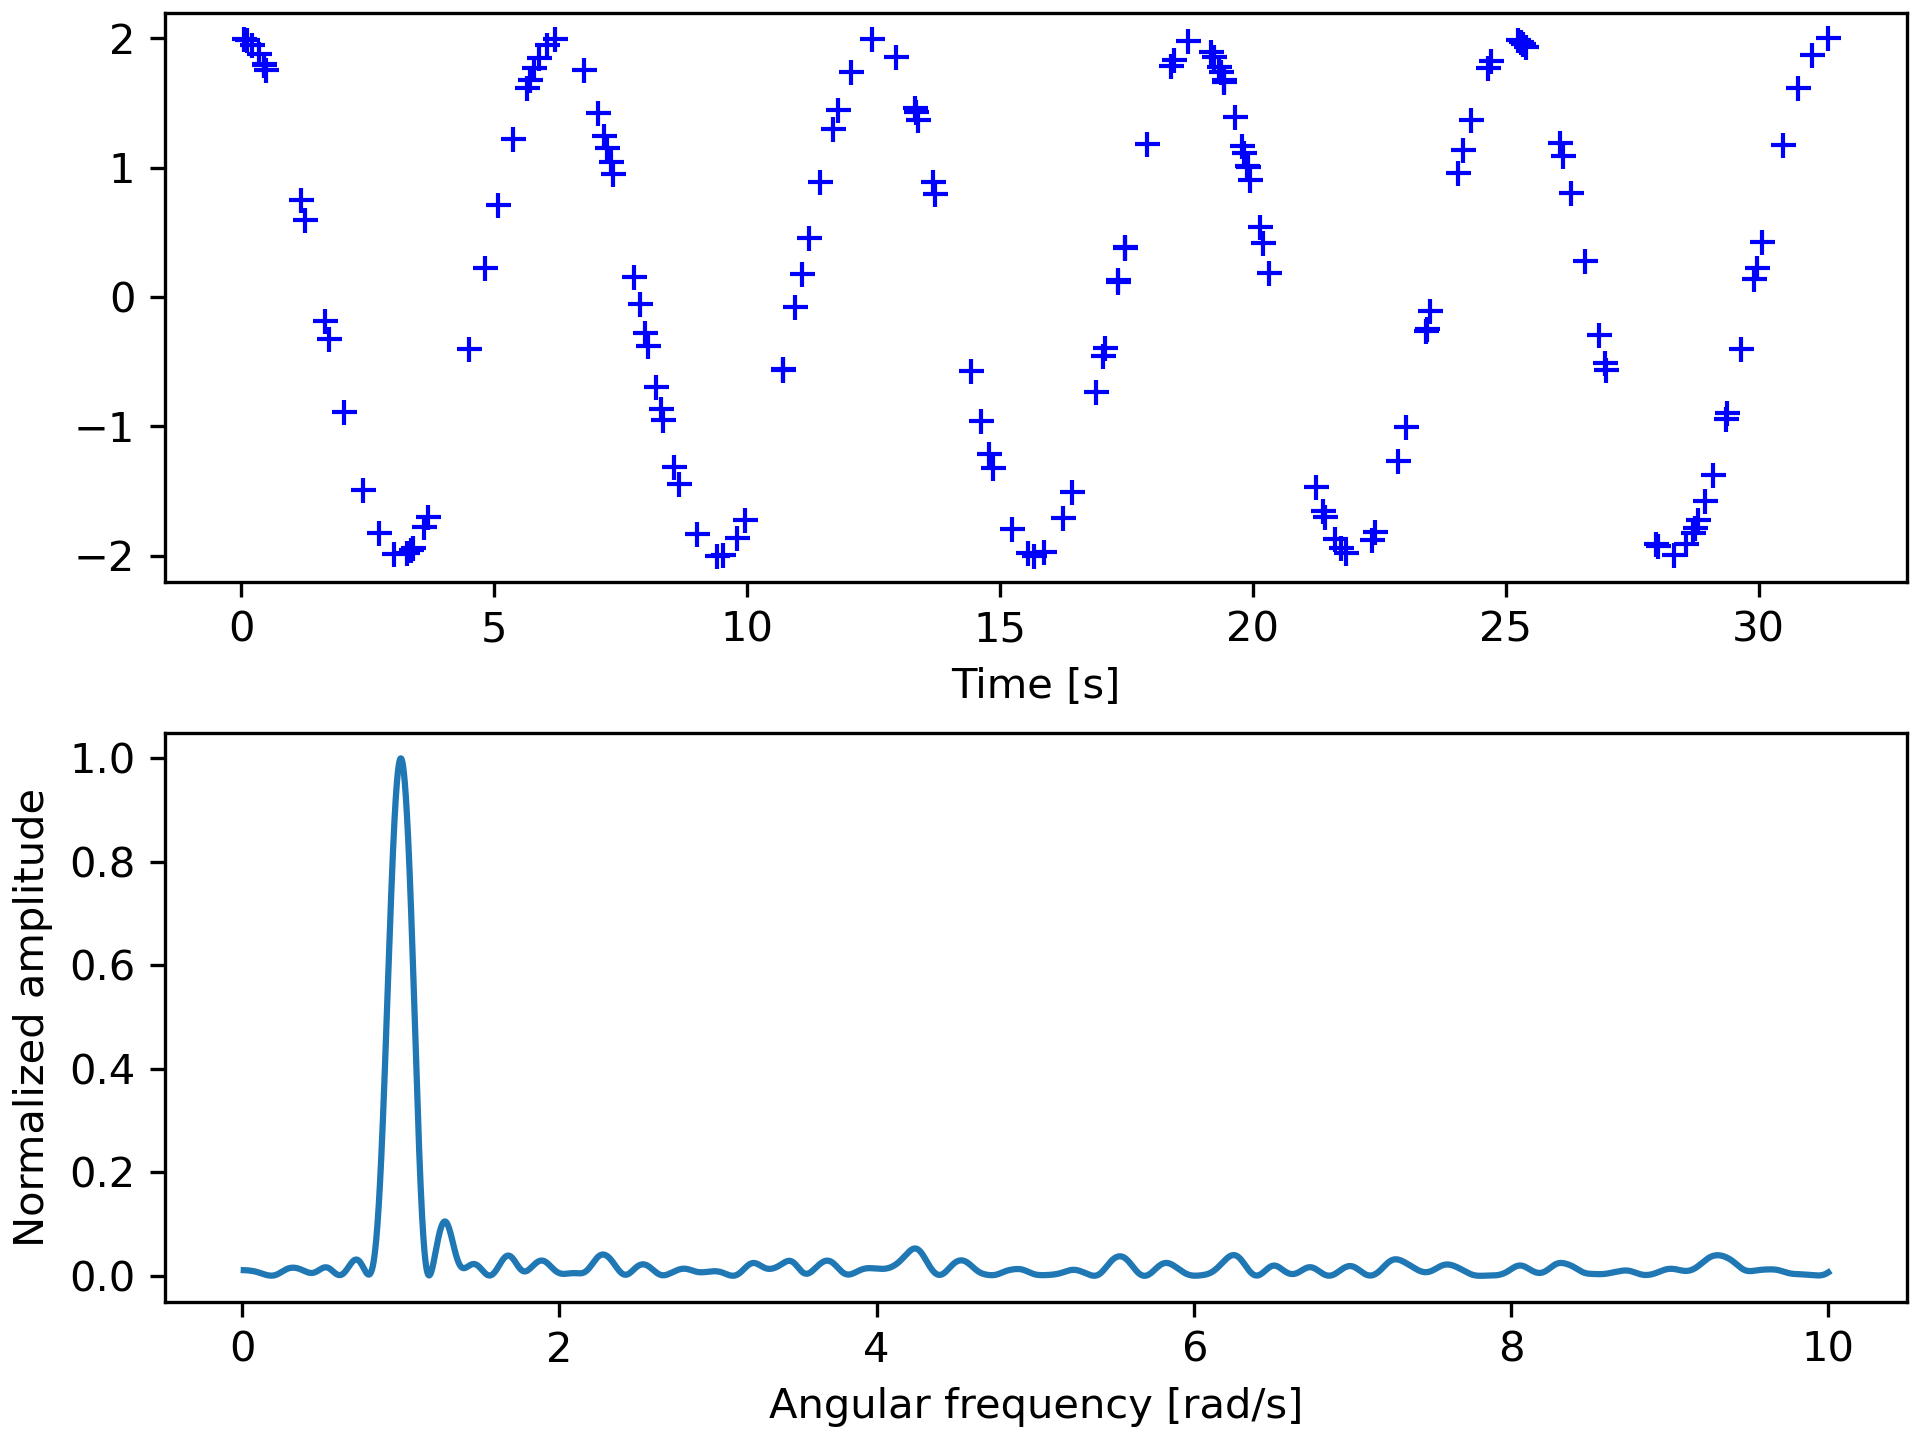 2
1
0
−1
−2
0 5 10 15 20 25 30
Time [s]
Normalized amplitude
1.0
0.8
0.6
0.4
0.2
0.0
0 2 4 6 8 10
Angular frequency [rad/s]